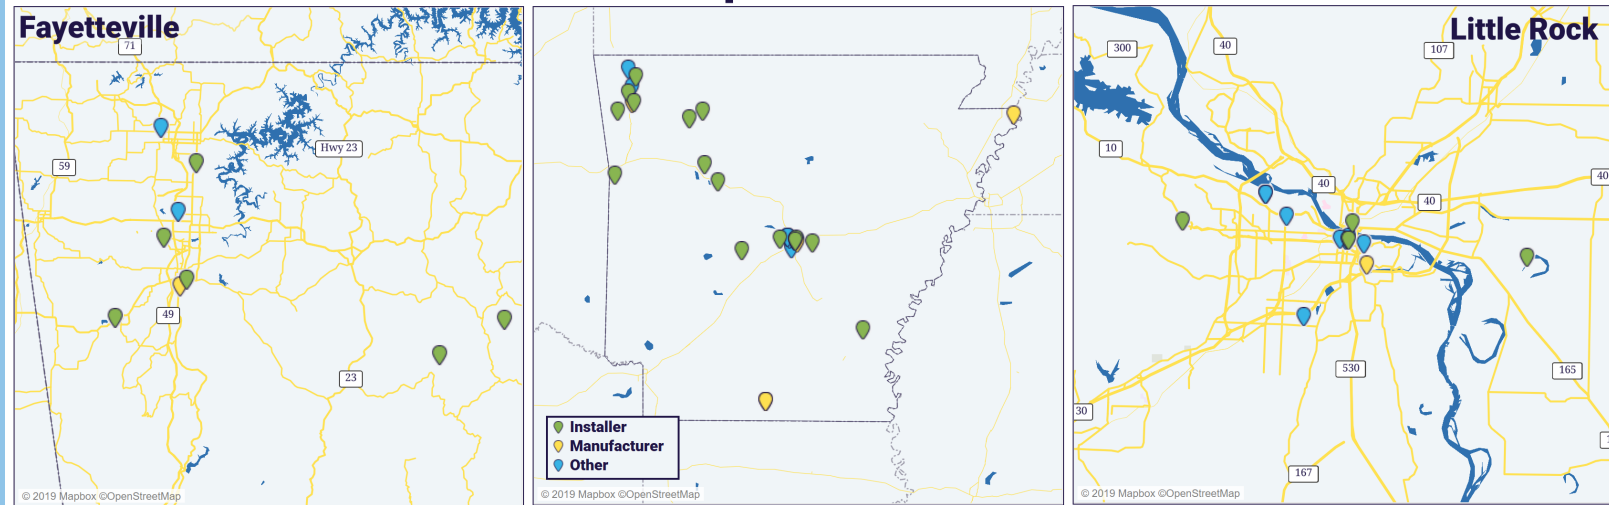 Fayetteville
71
Hwy 23
59
49
23
© 2019 Mapbox ©OpenStreetMap
Installer
Manufacturer
Other
© 2019 Mapbox ©OpenStreetMap
Little Rock
300
40
107
10
40
40
40
530
165
30
167
© 2019 Mapbox ©OpenStreetMap